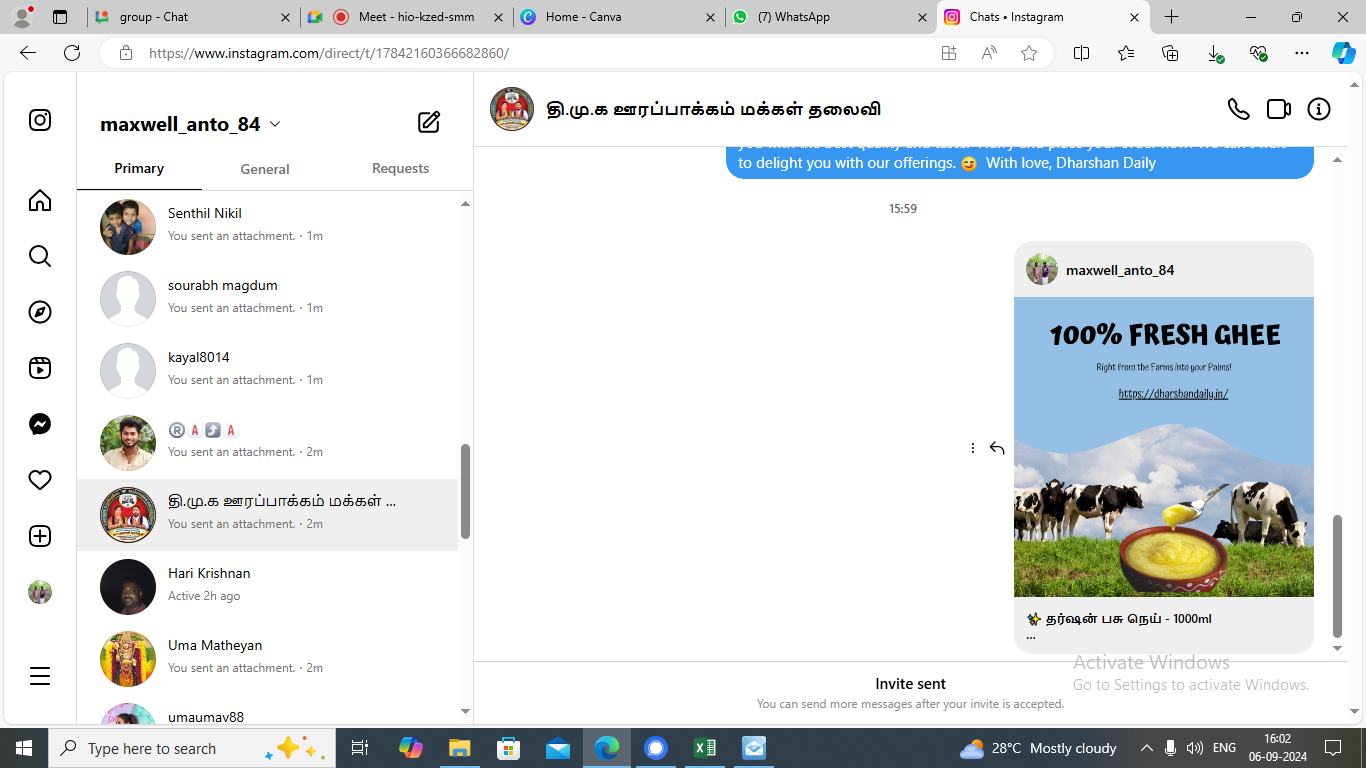 group - Chat
Meet - hio-kzed-smm
Home - Canva
(7) WhatsApp
Chats • Instagram
https://www.instagram.com/direct/t/17842160366682860/
maxwell_anto_84
Primary
General
Requests
Senthil Nikil
You sent an attachment. · 1m
sourabh magdum
You sent an attachment. · 1m
kayal8014
You sent an attachment. · 1m
®️🅰⤴️🅰
You sent an attachment. · 2m
தி.மு.க ஊரப்பாக்கம் மக்கள் ...
You sent an attachment. · 2m
Hari Krishnan
Active 2h ago
Uma Matheyan
You sent an attachment. · 2m
umaumav88
தி.மு.க ஊரப்பாக்கம் மக்கள் தலைவி
to delight you with our offerings. 😊 With love, Dharshan Daily
15:59
maxwell_anto_84
100% FRESH GHEE
Right from the Farms into your Palms!
https://dharshandaily.in/
✨ தர்ஷன் பசு நெய் - 1000ml
...
Invite sent
You can send more messages after your invite is accepted.
Activate Windows
Go to Settings to activate Windows.
Type here to search
28°C Mostly cloudy
ENG
16:02
06-09-2024